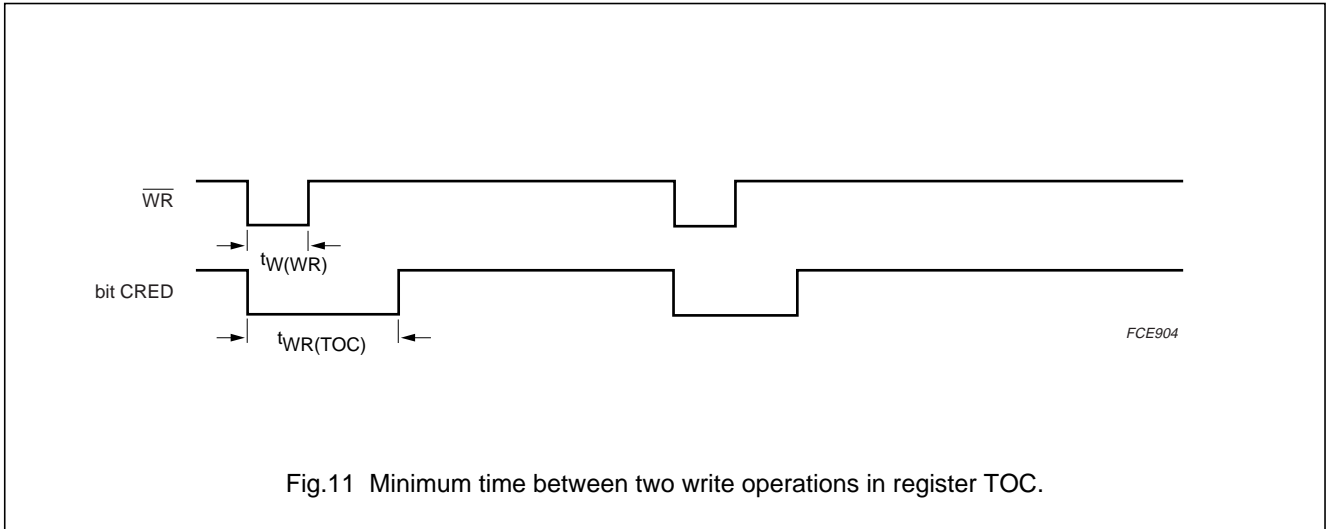 WR
tW(WR)
bit CRED
tWR(TOC)
FCE904
Fig.11 Minimum time between two write operations in register TOC.